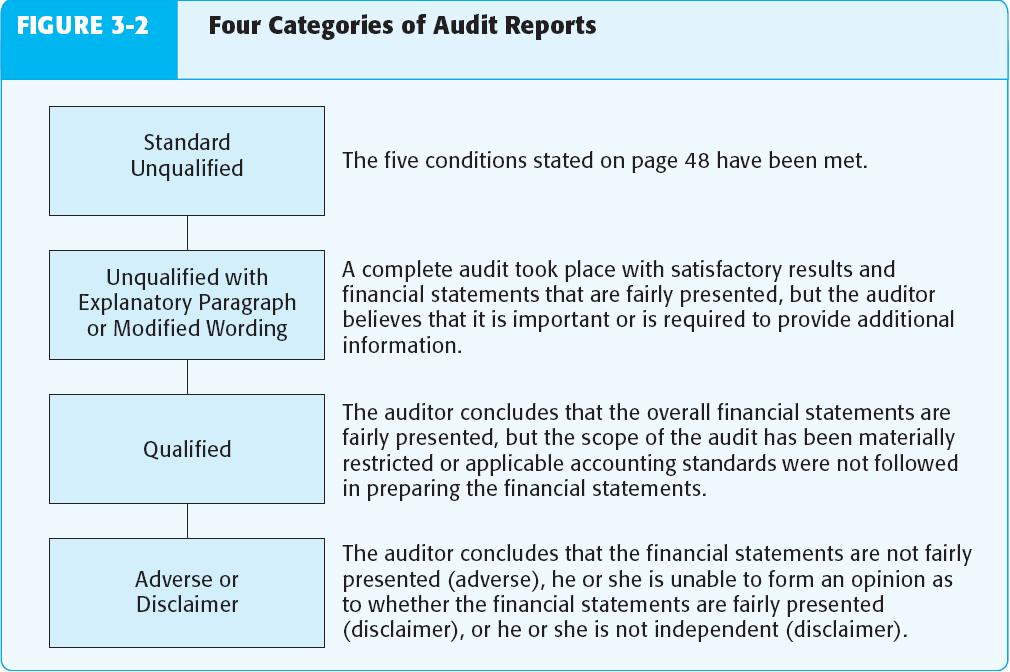 FIGURE 3-2
Four Categories of Audit Reports
Standard
Unqualified
The five conditions stated on page 48 have been met.
Unqualified with
Explanatory Paragraph
or Modified Wording
A complete audit took place with satisfactory results and
financial statements that are fairly presented, but the auditor
believes that it is important or is required to provide additional
information.
Qualified
The auditor concludes that the overall financial statements are
fairly presented, but the scope of the audit has been materially
restricted or applicable accounting standards were not followed
in preparing the financial statements.
Adverse or
Disclaimer
The auditor concludes that the financial statements are not fairly
presented (adverse), he or she is unable to form an opinion as
to whether the financial statements are fairly presented
(disclaimer), or he or she is not independent (disclaimer).